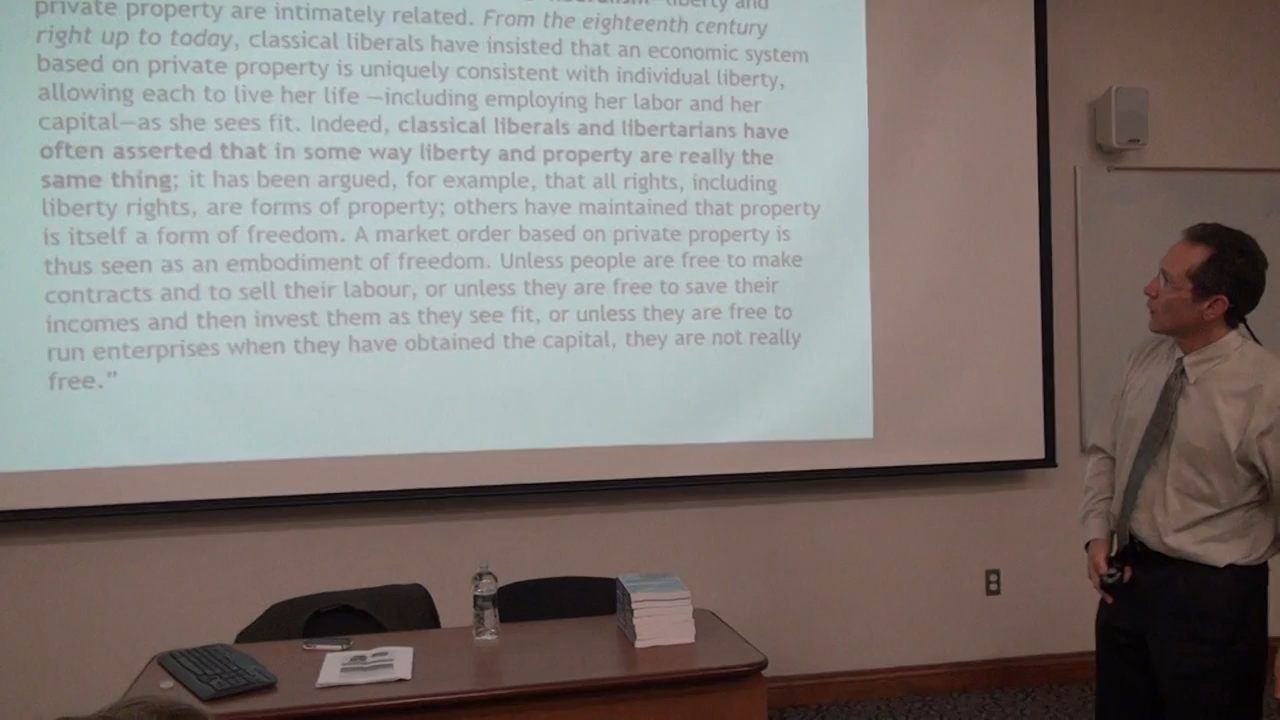 liberty and
private property are intimately related. From the eighteenth century
right up to today, classical liberals have insisted that an economic system
based on private property is uniquely consistent with individual liberty,
allowing each to live her life —including employing her labor and her
capital—as she sees fit. Indeed, classical liberals and libertarians have
often asserted that in some way liberty and property are really the
same thing; it has been argued, for example, that all rights, including
liberty rights, are forms of property; others have maintained that property
is itself a form of freedom. A market order based on private property is
thus seen as an embodiment of freedom. Unless people are free to make
contracts and to sell their labour, or unless they are free to save their
incomes and then invest them as they see fit, or unless they are free to
run enterprises when they have obtained the capital, they are not really
free.”